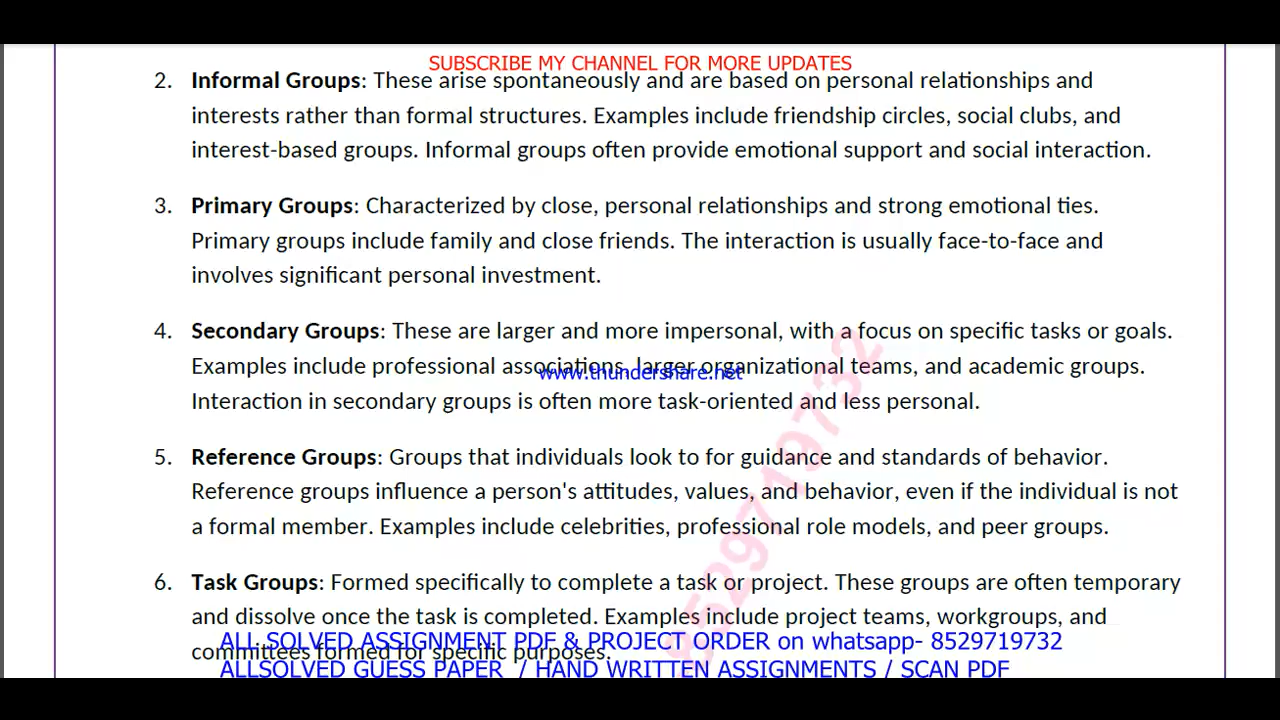 SUBSCRIBE MY CHANNEL FOR MORE UPDATES
2. Informal Groups: These arise spontaneously and are based on personal relationships and
interests rather than formal structures. Examples include friendship circles, social clubs, and
interest-based groups. Informal groups often provide emotional support and social interaction.
3. Primary Groups: Characterized by close, personal relationships and strong emotional ties.
Primary groups include family and close friends. The interaction is usually face-to-face and
involves significant personal investment.
4. Secondary Groups: These are larger and more impersonal, with a focus on specific tasks or goals.
Examples include professional associations, larger organizational teams, and academic groups.
www.thundershare.net
Interaction in secondary groups is often more task-oriented and less personal.
5. Reference Groups: Groups that individuals look to for guidance and standards of behavior.
Reference groups influence a person's attitudes, values, and behavior, even if the individual is not
a formal member. Examples include celebrities, professional role models, and peer groups.
8529719732
6. Task Groups: Formed specifically to complete a task or project. These groups are often temporary
and dissolve once the task is completed. Examples include project teams, workgroups, and
ALL SOLVED ASSIGNMENT PDF & PROJECT ORDER on whatsapp- 8529719732
committees formed for specific purposes.
ALLSOLVED GUESS PAPER / HAND WRITTEN ASSIGNMENTS / SCAN PDF